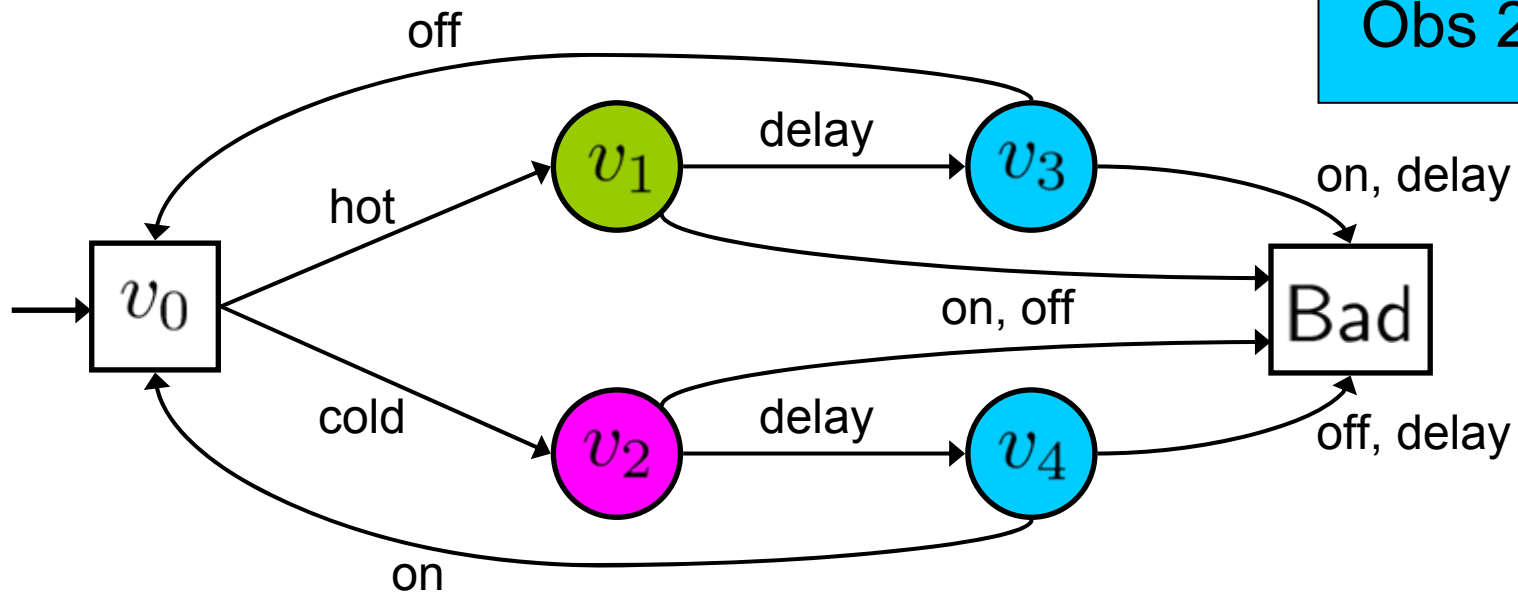 off
Obs 2
delay
v1
v3
on, delay
hot
v0
on, off
Bad
cold
delay
v2
v4
off, delay
on